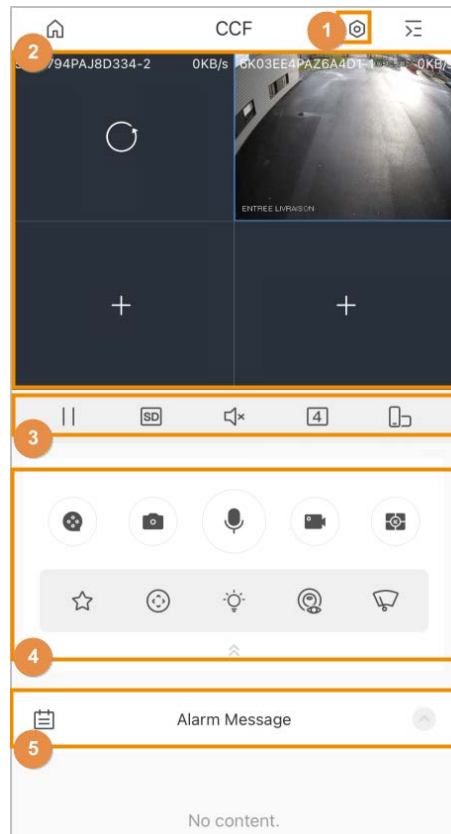 CCF
1
2
794PAJ8D334-2 0KB/s
6K03EE4PAZ6A4D1-1 0KB/s
ENTREE LIVRAISON
SD
4
3
4
Alarm Message
5
No content.